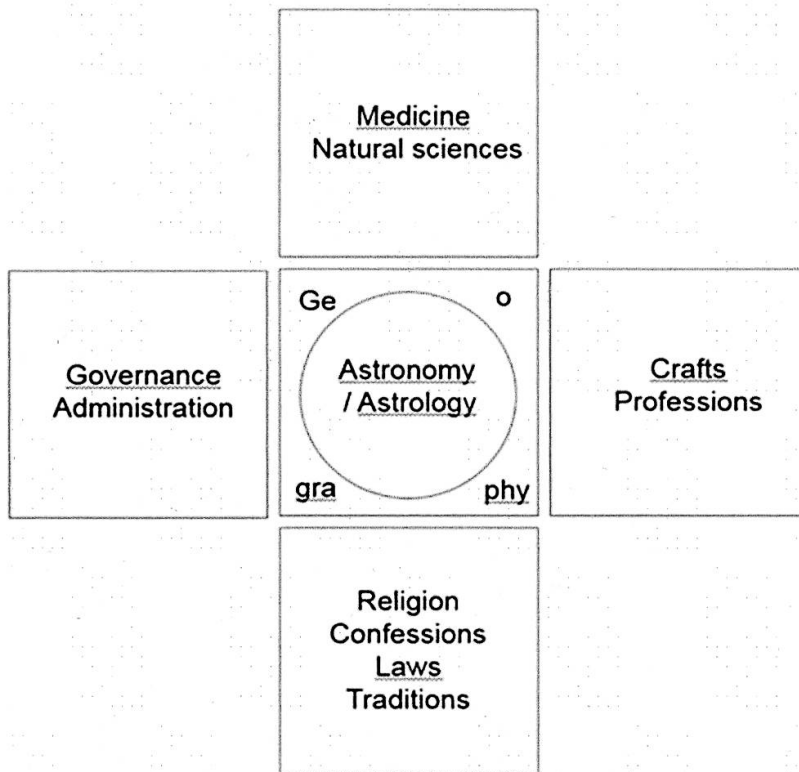 Medicine
Natural sciences
Governance
Administration
Ge o
Astronomy
/ Astrology
gra phy
Crafts
Professions
Religion
Confessions
Laws
Traditions